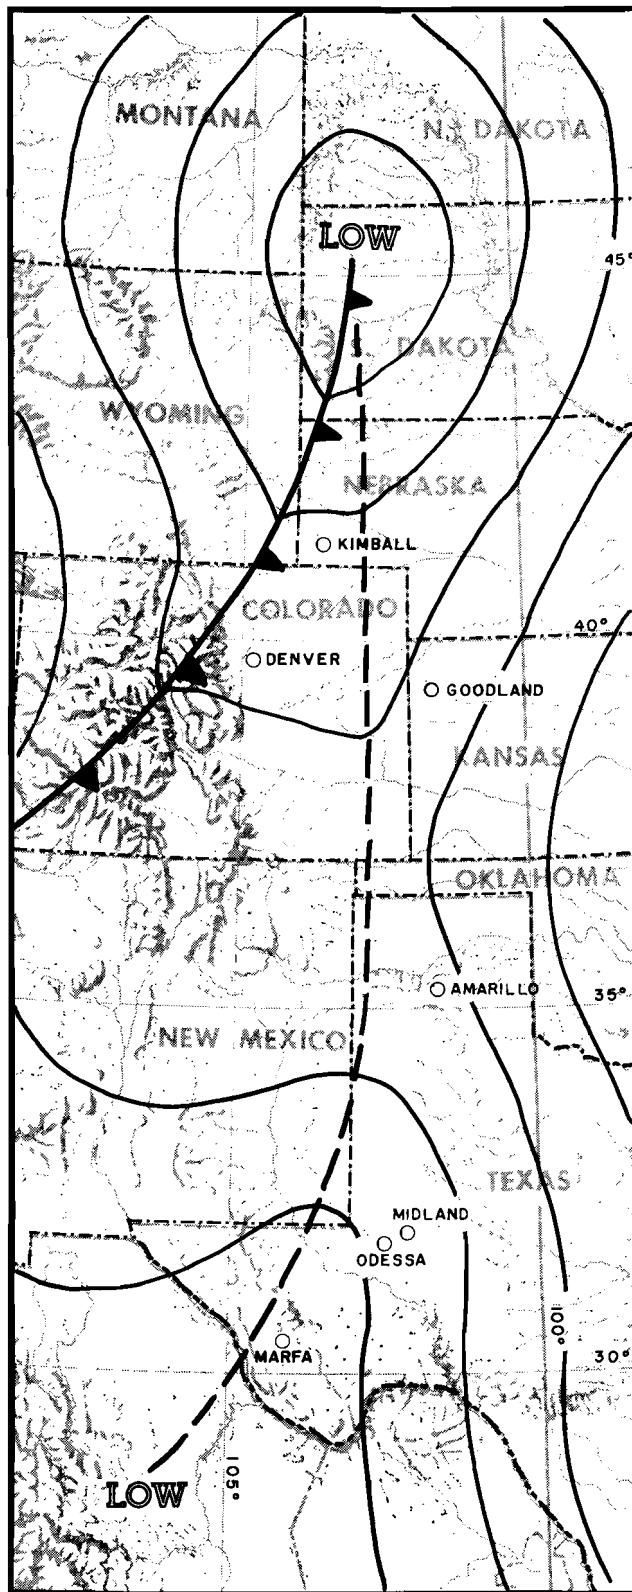 MONTANA
N. DAKOTA
LOW
45°
S. DAKOTA
WYOMING
NEBRASKA
KIMBALL
COLORADO
40°
DENVER
GOODLAND
KANSAS
OKLAHOMA
AMARILLO
35°
NEW MEXICO
TEXAS
MIDLAND
ODESSA
100°
MARFA
30°
105°
LOW